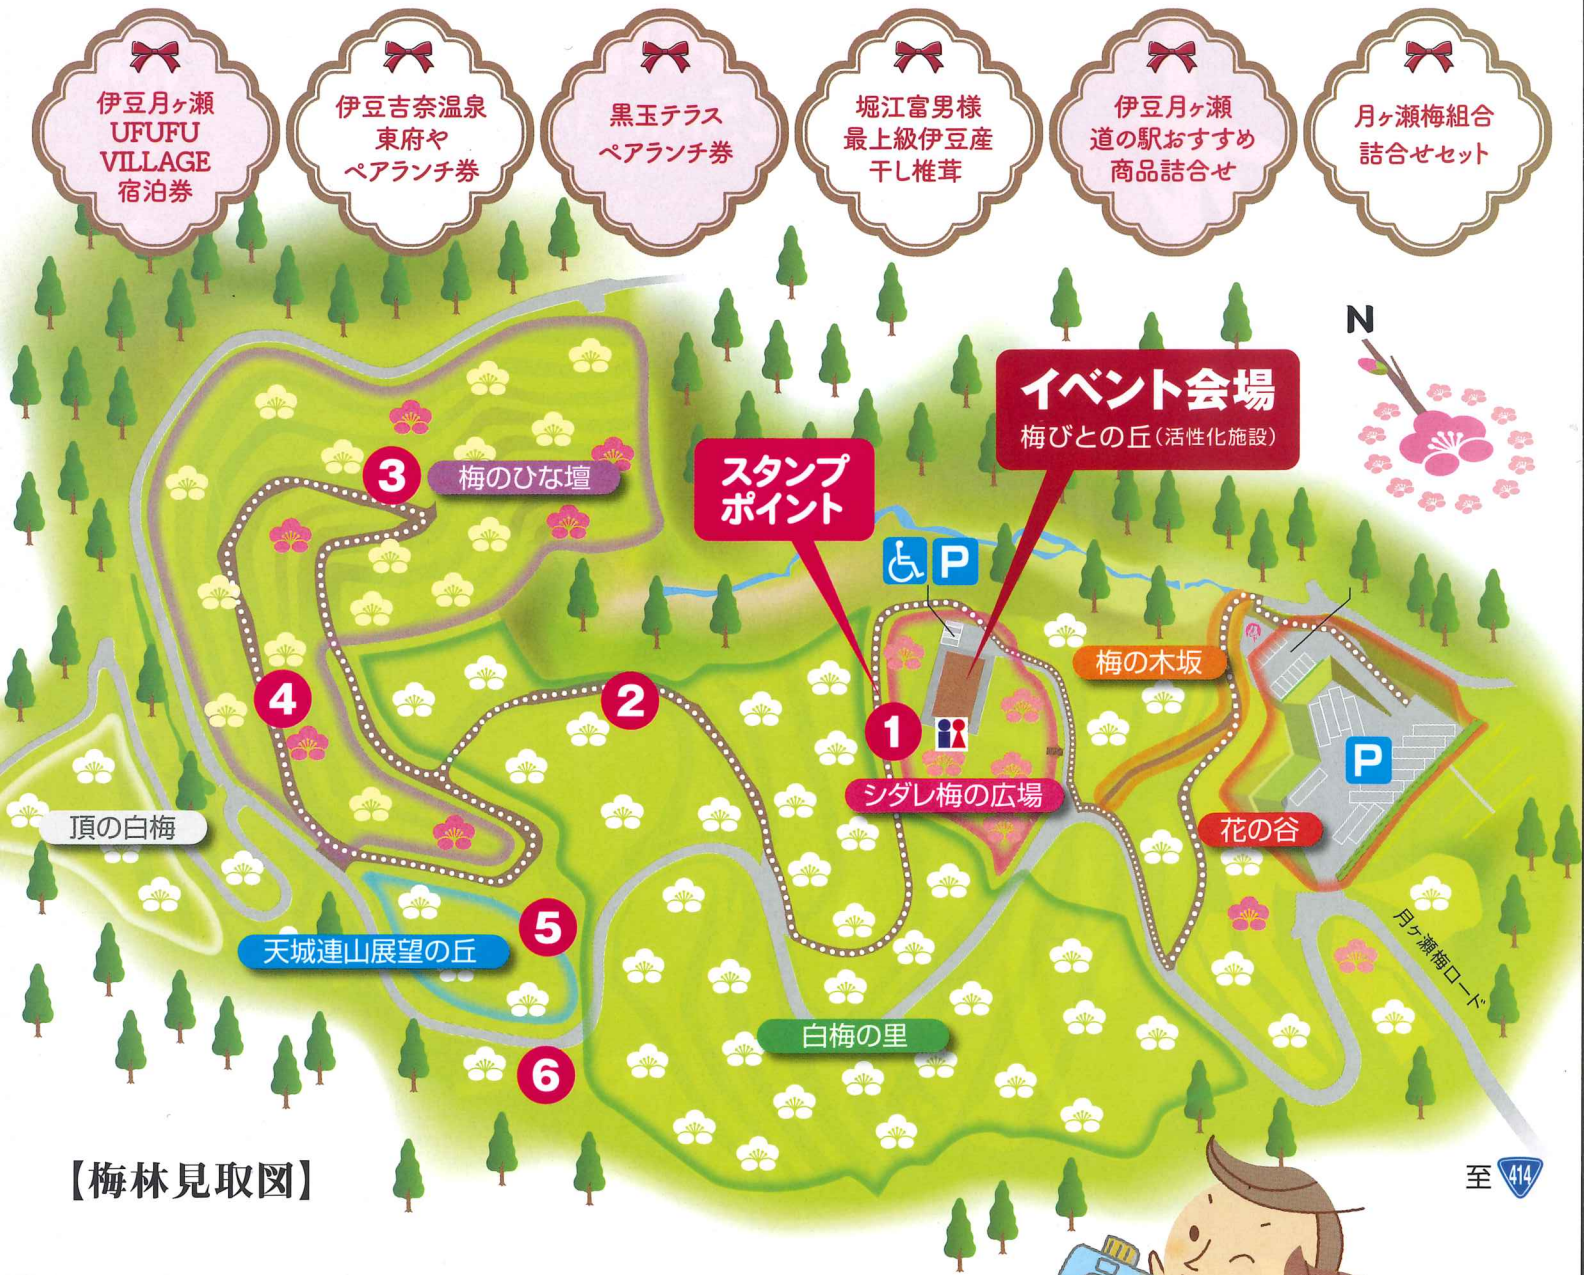 伊豆月ヶ瀬
UFUFU
VILLAGE
宿泊券
伊豆吉奈温泉
東府や
ペアランチ券
黒玉テラス
ペアランチ券
堀江富男様
最上級伊豆産
干し椎茸
伊豆月ヶ瀬
道の駅おすすめ
商品詰合せ
月ヶ瀬梅組合
詰合せセット
N
イベント会場
梅びとの丘(活性化施設)
スタンプ
ポイント
3
梅のひな壇
P
梅の木坂
4
2
1
P
シダレ梅の広場
頂の白梅
花の谷
5
天城連山展望の丘
月ヶ瀬梅ロード
白梅の里
6
【梅林見取図】
至 414